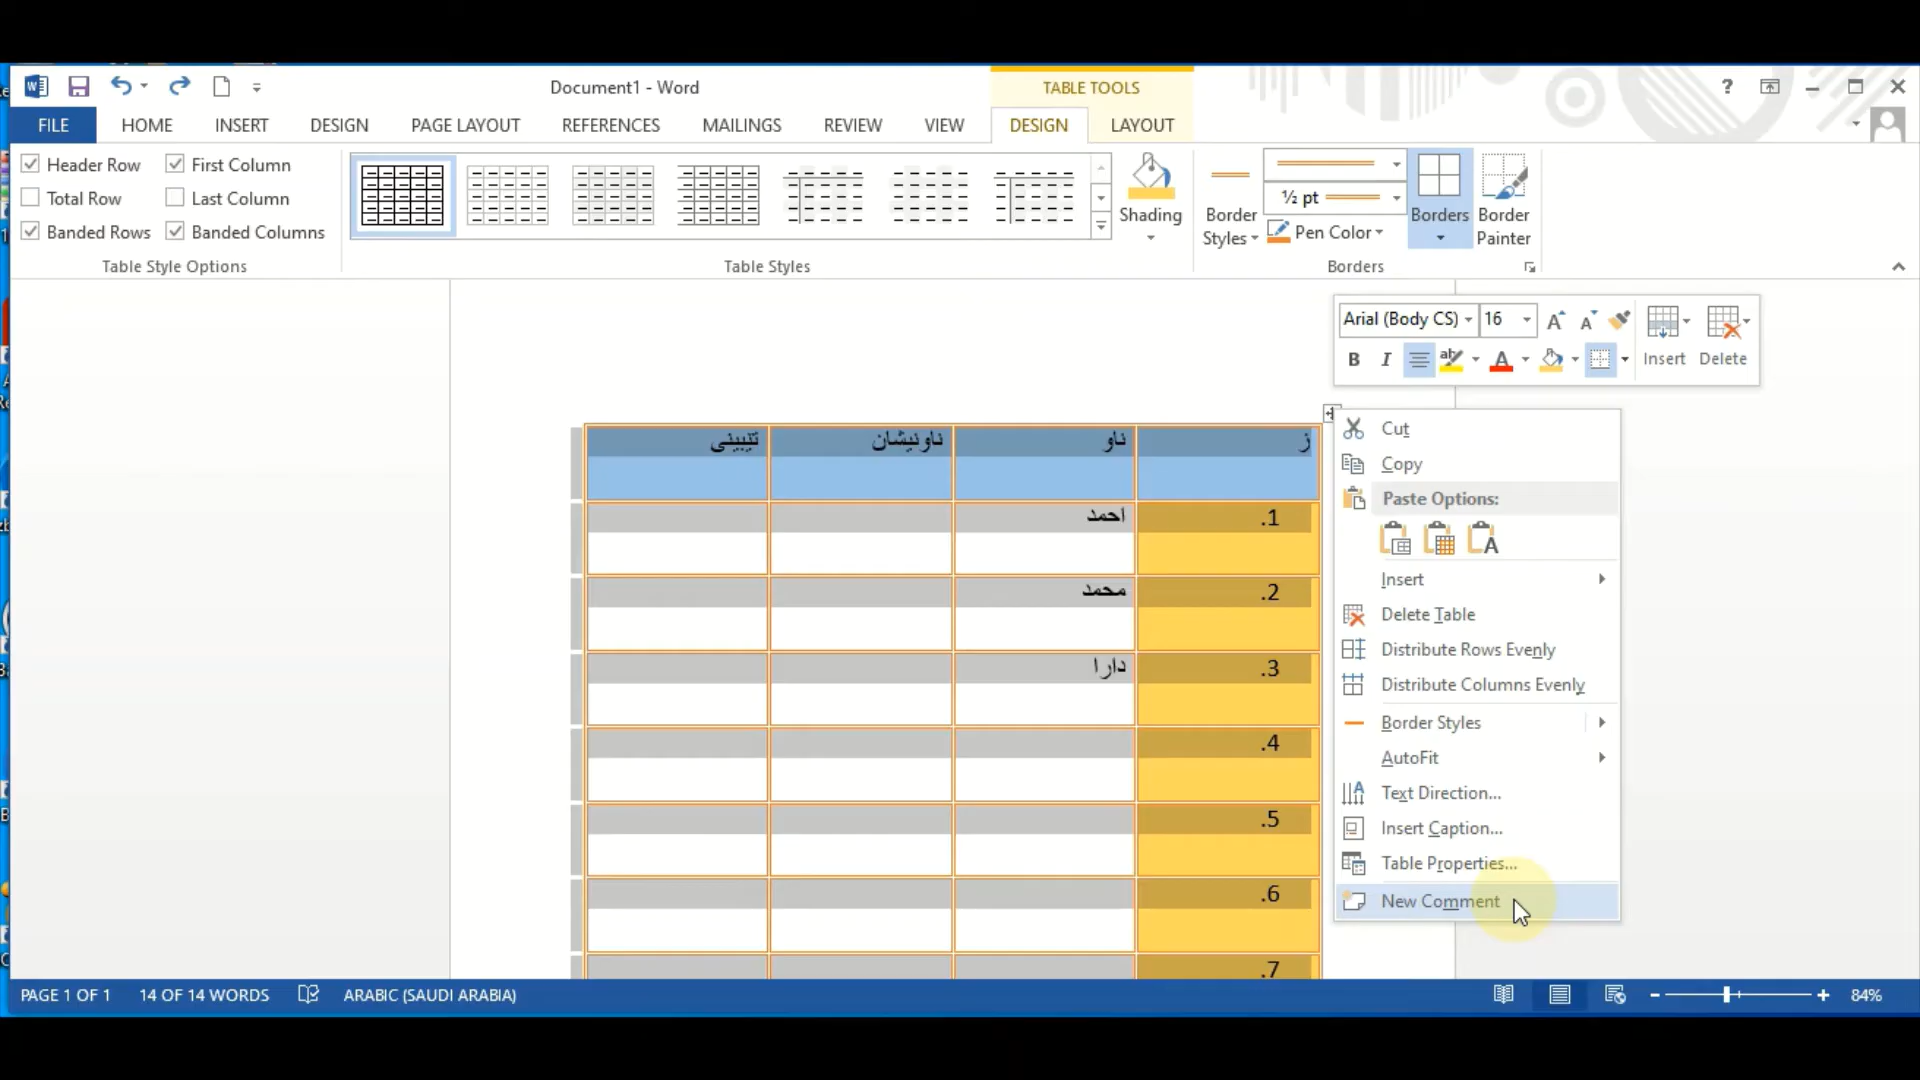 Document1 - Word
TABLE TOOLS
?
FILE HOME INSERT DESIGN PAGE LAYOUT REFERENCES MAILINGS REVIEW VIEW DESIGN LAYOUT
Header Row First Column
Total Row Last Column
Banded Rows Banded Columns
Table Style Options
Table Styles
Shading
Border Styles
½ pt
Pen Color
Borders
Border Painter
Borders
Arial (Body CS) 16
B I Insert Delete
ز ناو ناونیشان تێبینی
.1 احمد
.2 محمد
.3 دارا
.4
.5
.6
.7
Cut
Copy
Paste Options:
Insert
Delete Table
Distribute Rows Evenly
Distribute Columns Evenly
Border Styles
AutoFit
Text Direction...
Insert Caption...
Table Properties...
New Comment
PAGE 1 OF 1 14 OF 14 WORDS ARABIC (SAUDI ARABIA) 84%